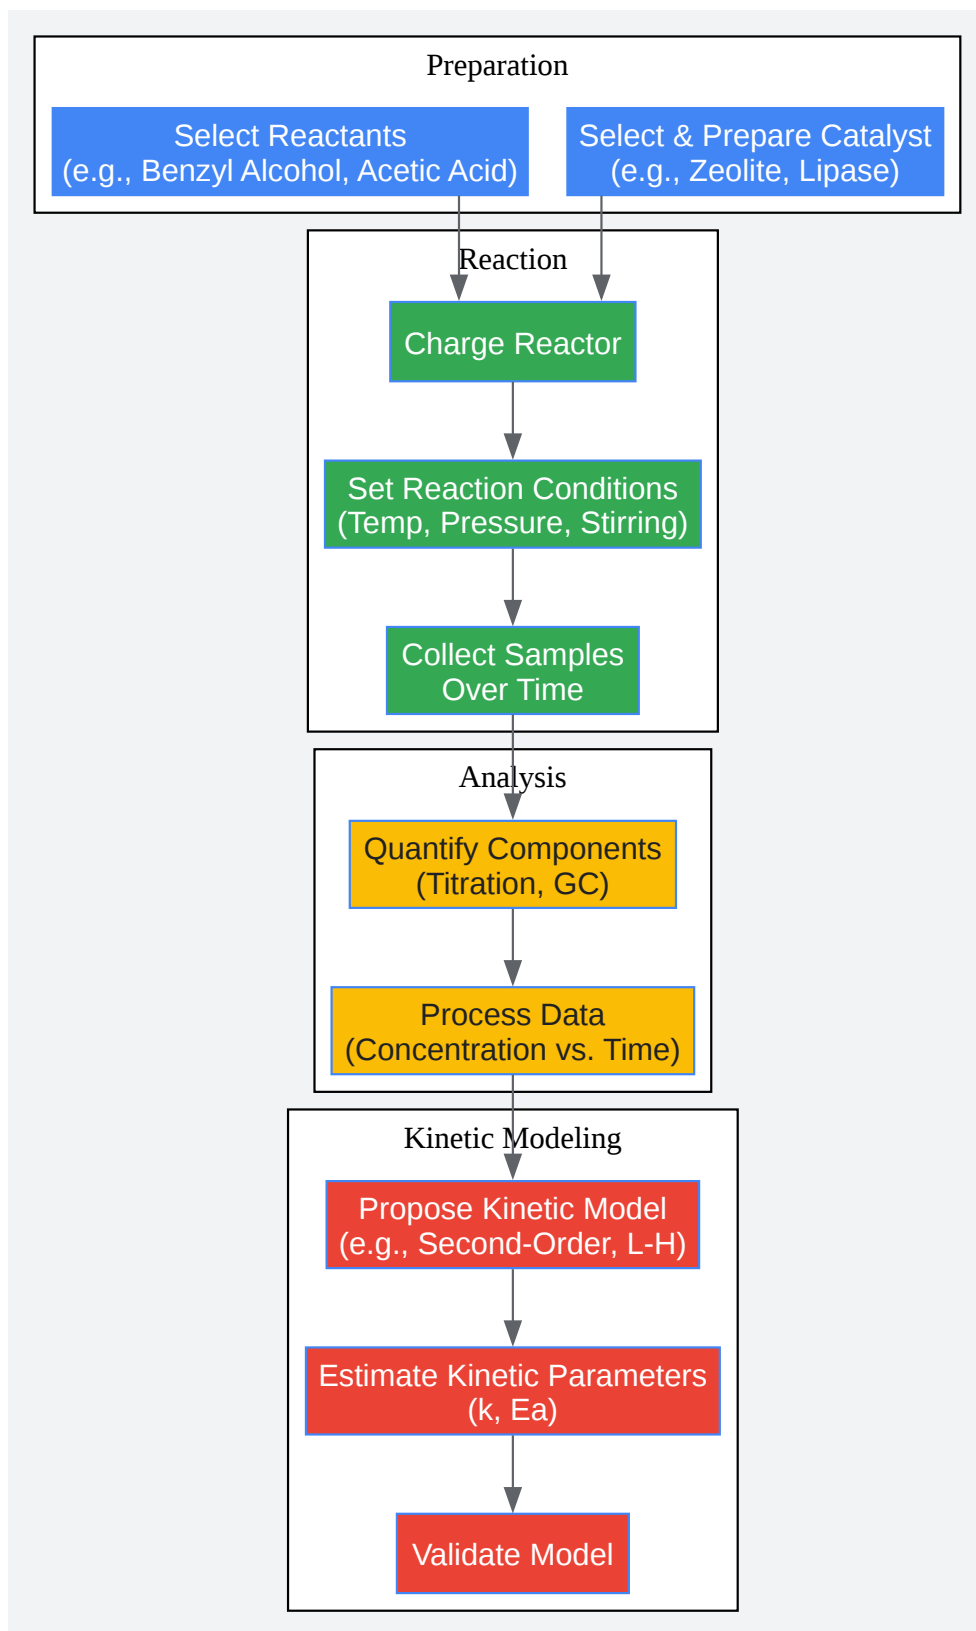 Preparation
Select Reactants
(e.g., Benzyl Alcohol, Acetic Acid)
Select & Prepare Catalyst
(e.g., Zeolite, Lipase)
Reaction
Charge Reactor
Set Reaction Conditions
(Temp, Pressure, Stirring)
Collect Samples
Over Time
Analysis
Quantify Components
(Titration, GC)
Process Data
(Concentration vs. Time)
Kinetic Modeling
Propose Kinetic Model
(e.g., Second-Order, L-H)
Estimate Kinetic Parameters
(k, Ea)
Validate Model